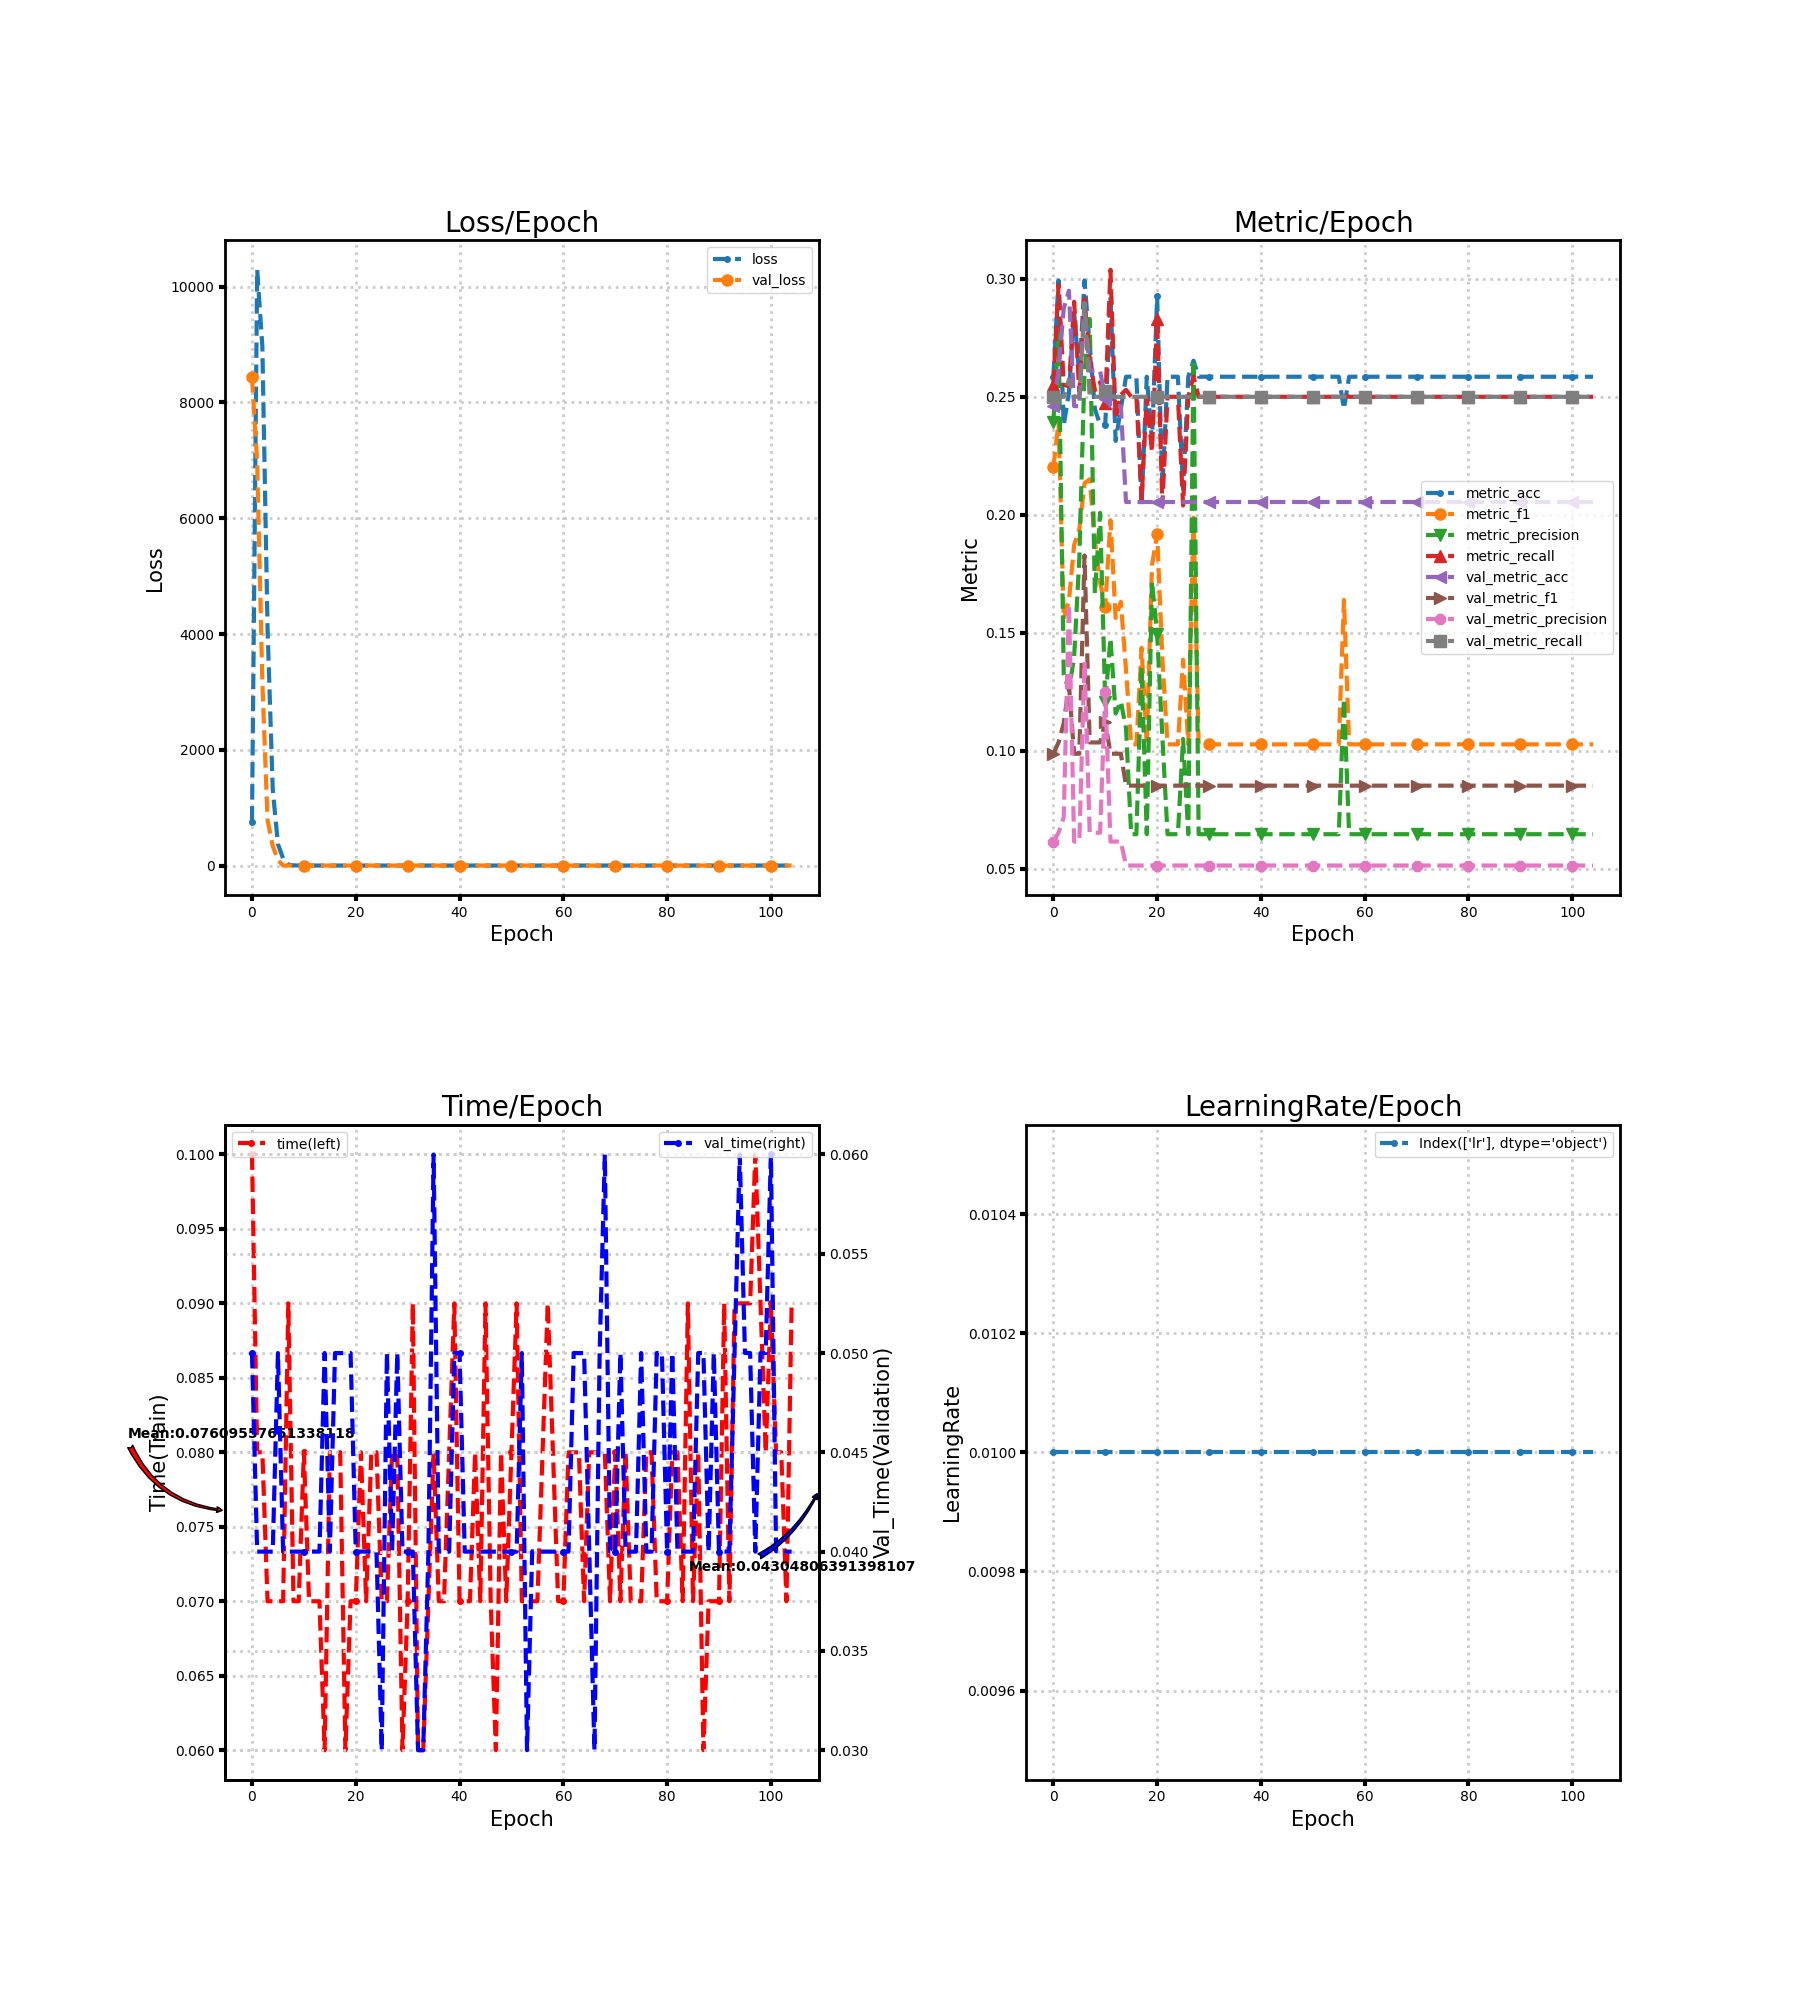 Loss/Epoch
loss
val_loss
10000
8000
6000
4000
2000
0
Loss
0 20 40 60 80 100
Epoch
Metric/Epoch
0.30
0.25
0.20
0.15
0.10
0.05
Metric
metric_acc
metric_f1
metric_precision
metric_recall
val_metric_acc
val_metric_f1
val_metric_precision
val_metric_recall
0 20 40 60 80 100
Epoch
Time/Epoch
time(left)
val_time(right)
0.100
0.095
0.090
0.085
0.080
0.075
0.070
0.065
0.060
Time(Train)
0.060
0.055
0.050
0.045
0.040
0.035
0.030
Val_Time(Validation)
Mean:0.04304806391398107
0 20 40 60 80 100
Epoch
LearningRate/Epoch
Index(['lr'], dtype='object')
0.0104
0.0102
0.0100
0.0098
0.0096
LearningRate
0 20 40 60 80 100
Epoch